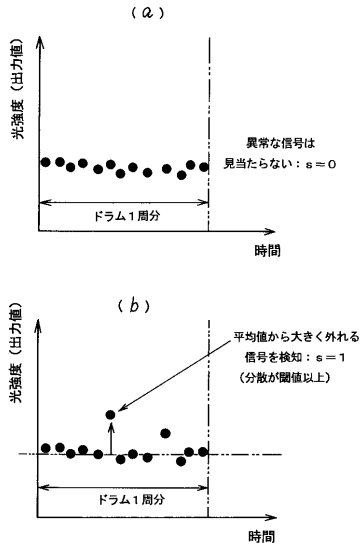 (a)
光強度（出力値）
異常な信号は
見当たらない：s＝0
ドラム１周分
時間
(b)
光強度（出力値）
平均値から大きく外れる
信号を検知：s＝1
（分散が閾値以上）
ドラム１周分
時間